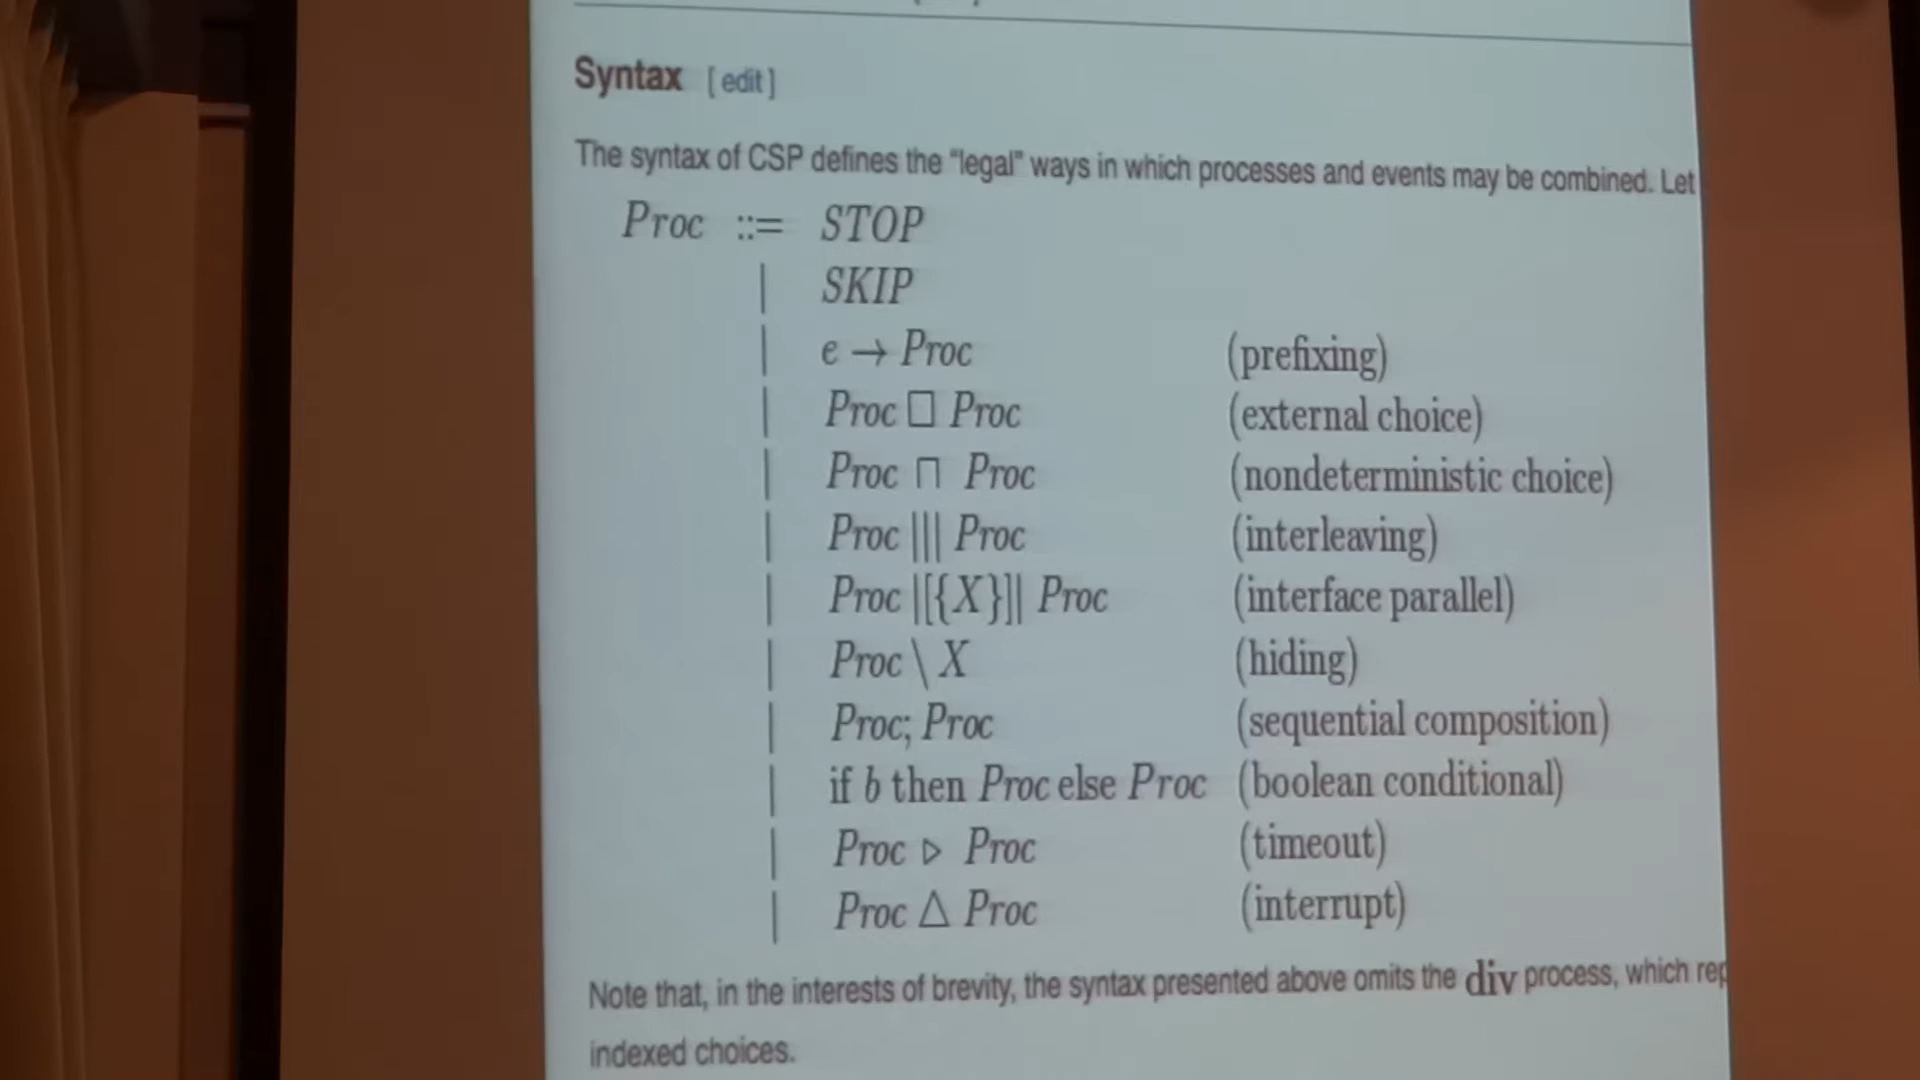 Syntax [ edit ]
The syntax of CSP defines the "legal" ways in which processes and events may be combined. Let
Proc ::= STOP
| SKIP
| e → Proc (prefixing)
| Proc □ Proc (external choice)
| Proc ⊓ Proc (nondeterministic choice)
| Proc ||| Proc (interleaving)
| Proc |[{X}]| Proc (interface parallel)
| Proc \ X (hiding)
| Proc; Proc (sequential composition)
| if b then Proc else Proc (boolean conditional)
| Proc ▷ Proc (timeout)
| Proc △ Proc (interrupt)
Note that, in the interests of brevity, the syntax presented above omits the div process, which rep
indexed choices.